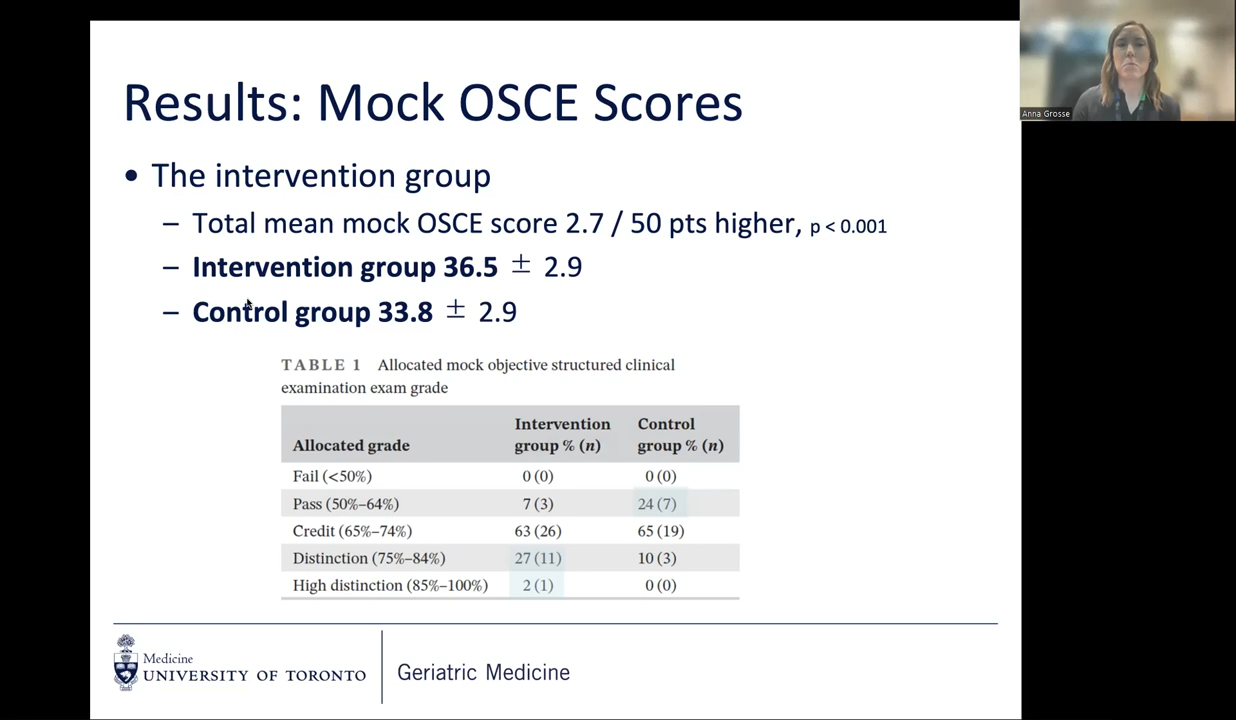 Results: Mock OSCE Scores
• The intervention group
– Total mean mock OSCE score 2.7 / 50 pts higher, p < 0.001
– Intervention group 36.5 ± 2.9
– Control group 33.8 ± 2.9
TABLE 1 Allocated mock objective structured clinical
examination exam grade
Allocated grade Intervention group % (n) Control group % (n)
Fail (<50%) 0 (0) 0 (0)
Pass (50%–64%) 7 (3) 24 (7)
Credit (65%–74%) 63 (26) 65 (19)
Distinction (75%–84%) 27 (11) 10 (3)
High distinction (85%–100%) 2 (1) 0 (0)
Medicine
UNIVERSITY OF TORONTO
Geriatric Medicine
Anna Grosse